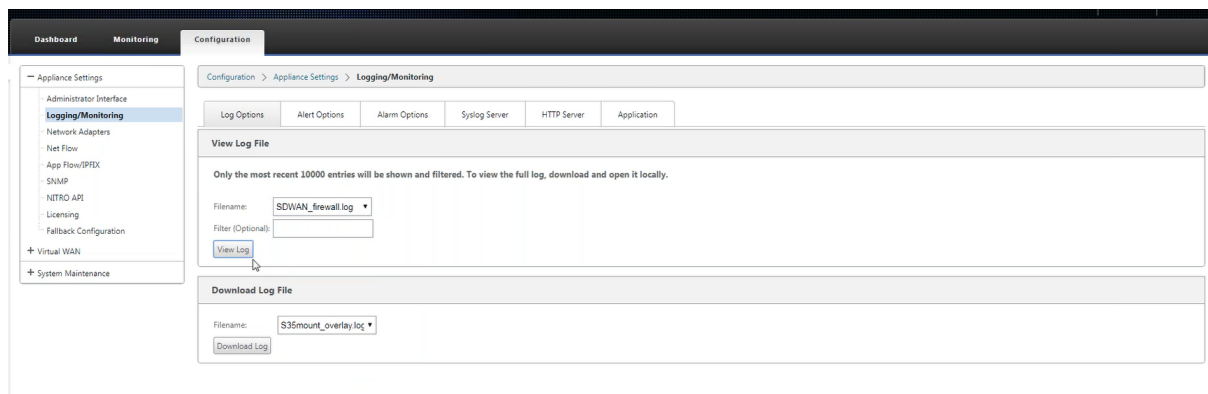 Dashboard Monitoring Configuration
Appliance Settings
Administrator Interface
Logging/Monitoring
Network Adapters
Net Flow
App Flow/IPFIX
SNMP
NITRO API
Licensing
Fallback Configuration
+ Virtual WAN
+ System Maintenance
Configuration > Appliance Settings > Logging/Monitoring
Log Options Alert Options Alarm Options Syslog Server HTTP Server Application
View Log File
Only the most recent 10000 entries will be shown and filtered. To view the full log, download and open it locally.
Filename: SDWAN_firewall.log
Filter (Optional):
View Log
Download Log File
Filename: S35mount_overlay.log
Download Log